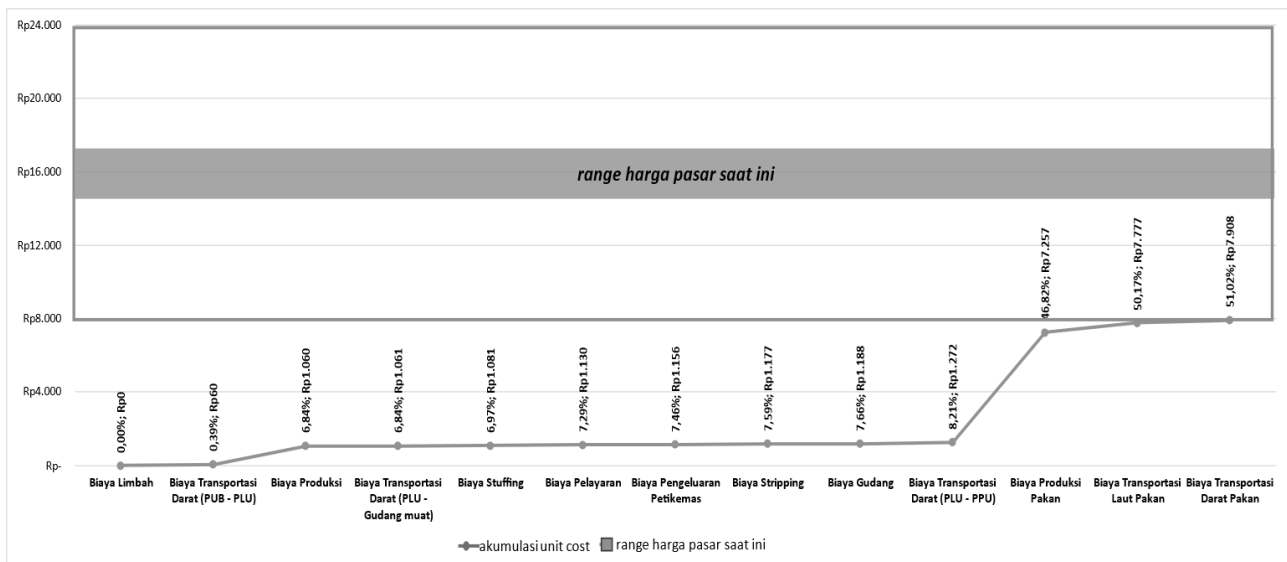 Rp24.000
Rp20.000
Rp16.000
Rp12.000
Rp8.000
Rp4.000
Rp-
range harga pasar saat ini
0,00%; Rp0
0,39%; Rp60
6,84%; Rp1.060
6,84%; Rp1.061
6,97%; Rp1.081
7,29%; Rp1.130
7,46%; Rp1.156
7,59%; Rp1.177
7,66%; Rp1.188
8,21%; Rp1.272
46,82%; Rp7.257
50,17%; Rp7.777
51,02%; Rp7.908
Biaya Limbah
Biaya Transportasi
Darat (PUB - PLU)
Biaya Produksi
Biaya Transportasi
Darat (PLU -
Gudang muat)
Biaya Stuffing
Biaya Pelayaran
Biaya Pengeluaran
Petikemas
Biaya Stripping
Biaya Gudang
Biaya Transportasi
Darat (PLU - PPU)
Biaya Produksi
Pakan
Biaya Transportasi
Laut Pakan
Biaya Transportasi
Darat Pakan
akumulasi unit cost
range harga pasar saat ini